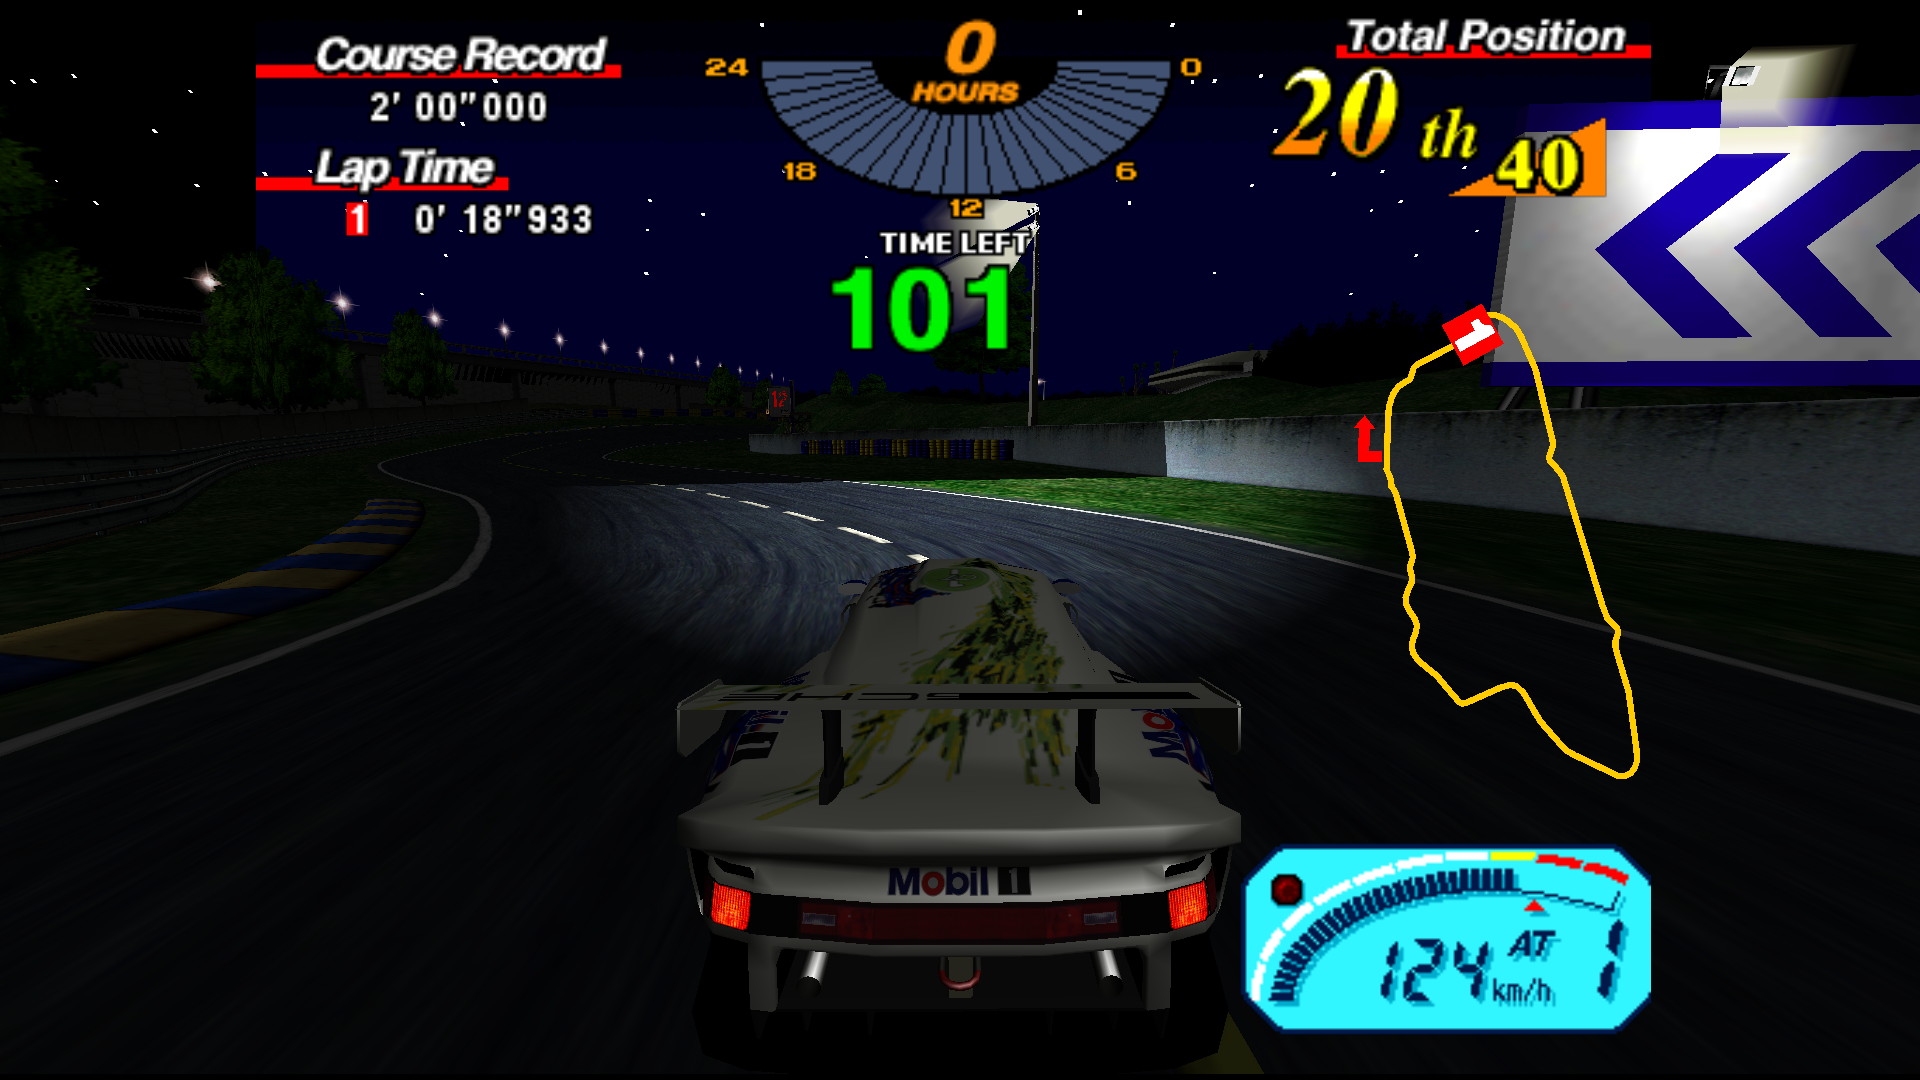 Course Record
2' 00"000
Lap Time
1 0' 18"933
24
0
HOURS
0
18
6
12
TIME LEFT
101
Total Position
20 th
40
12
Mobil 1
124 km/h
AT
1